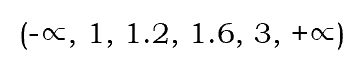 (-∝, 1, 1.2, 1.6, 3, +∝)